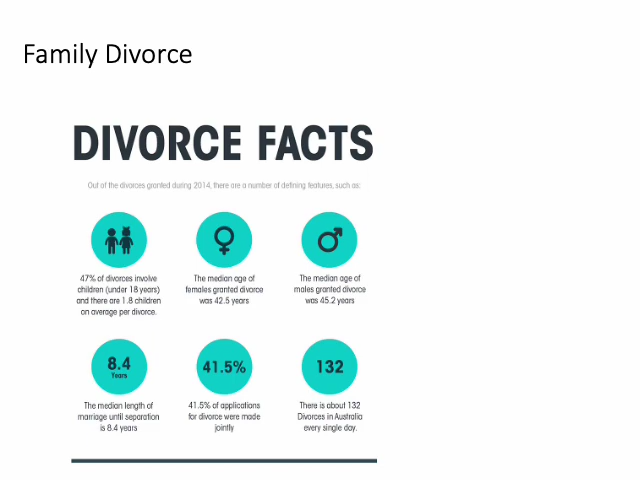 Family Divorce
DIVORCE FACTS
Out of the divorces granted during 2014, there are a number of defining features, such as:
47% of divorces involve
children (under 18 years)
and there are 1.8 children
on average per divorce.
The median age of
females granted divorce
was 42.5 years
The median age of
males granted divorce
was 45.2 years
8.4
Years
The median length of
marriage until separation
is 8.4 years
41.5%
41.5% of applications
for divorce were made
jointly
132
There is about 132
Divorces in Australia
every single day.